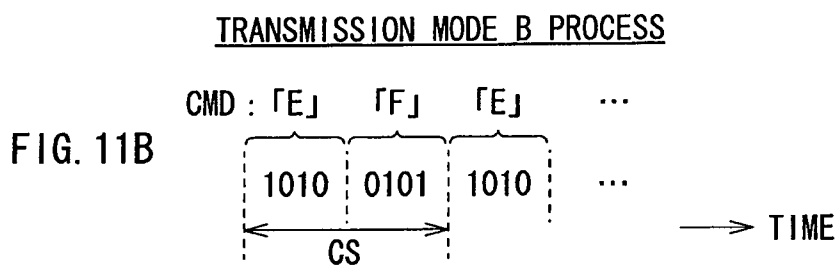 TRANSMISSION MODE B PROCESS
CMD : 「E」 「F」 「E」 ...
FIG. 11B
1010 0101 1010 ...
CS
TIME